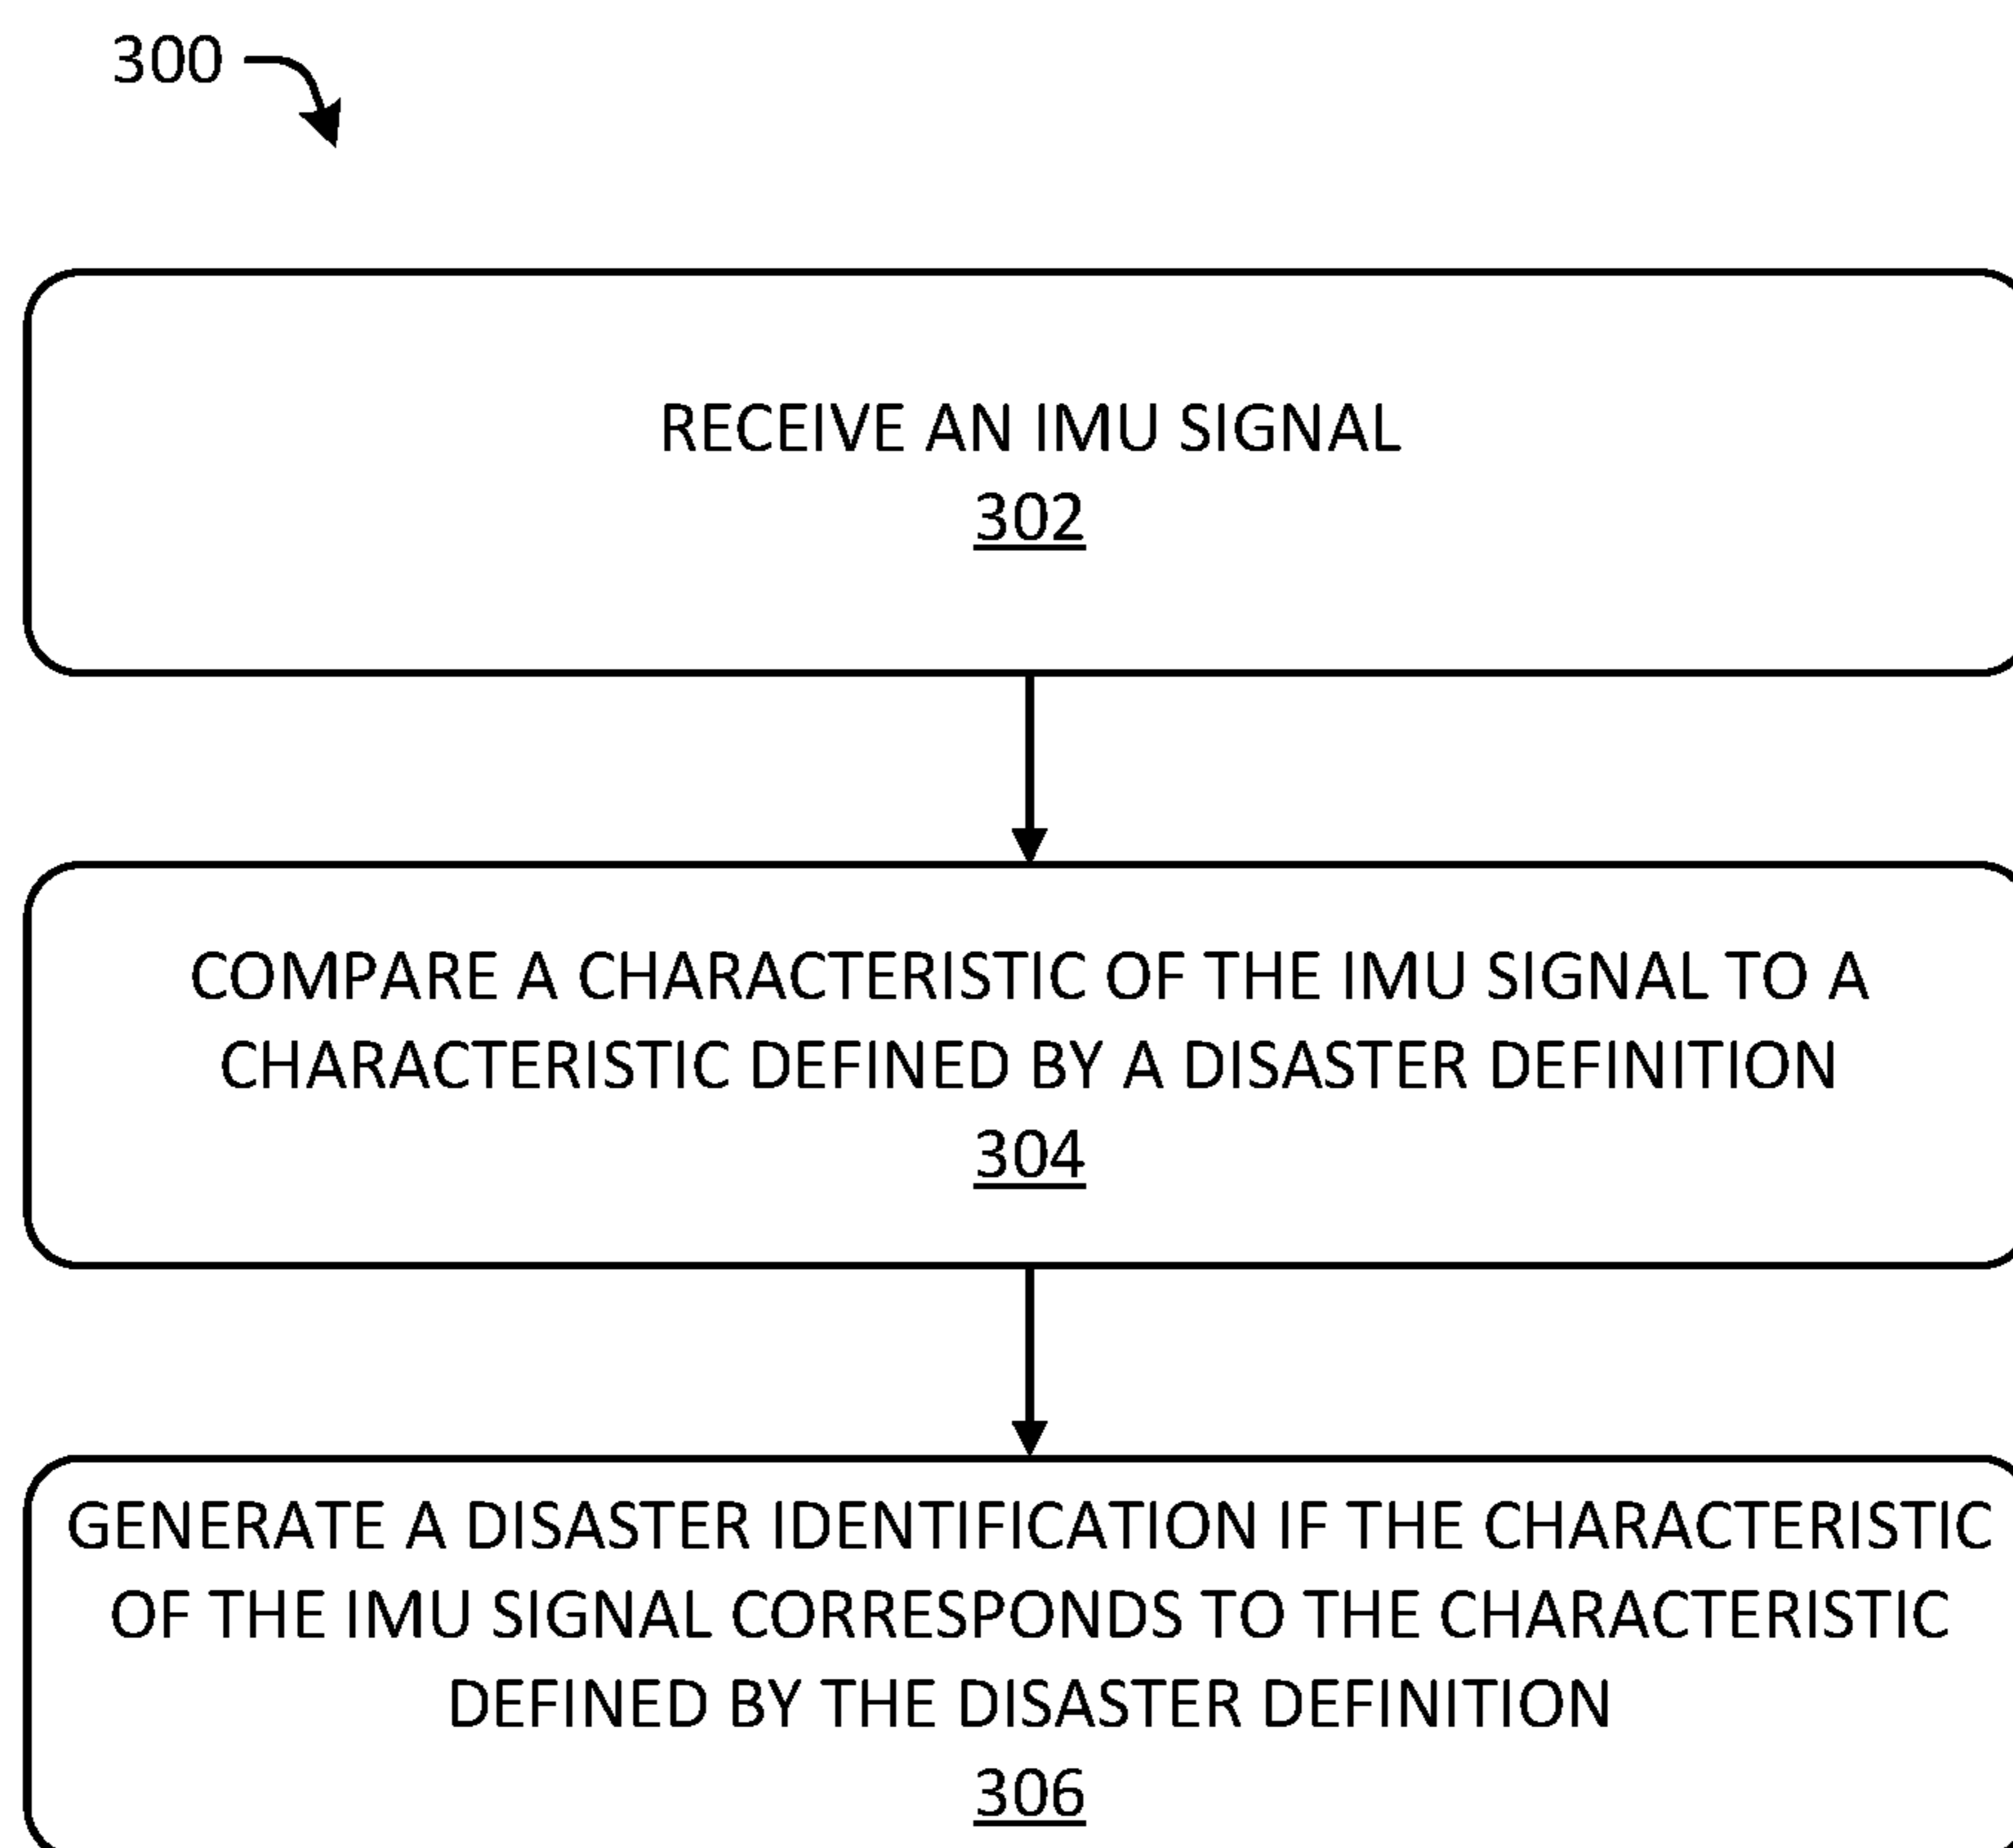 300
RECEIVE AN IMU SIGNAL
302
COMPARE A CHARACTERISTIC OF THE IMU SIGNAL TO A
CHARACTERISTIC DEFINED BY A DISASTER DEFINITION
304
GENERATE A DISASTER IDENTIFICATION IF THE CHARACTERISTIC
OF THE IMU SIGNAL CORRESPONDS TO THE CHARACTERISTIC
DEFINED BY THE DISASTER DEFINITION
306